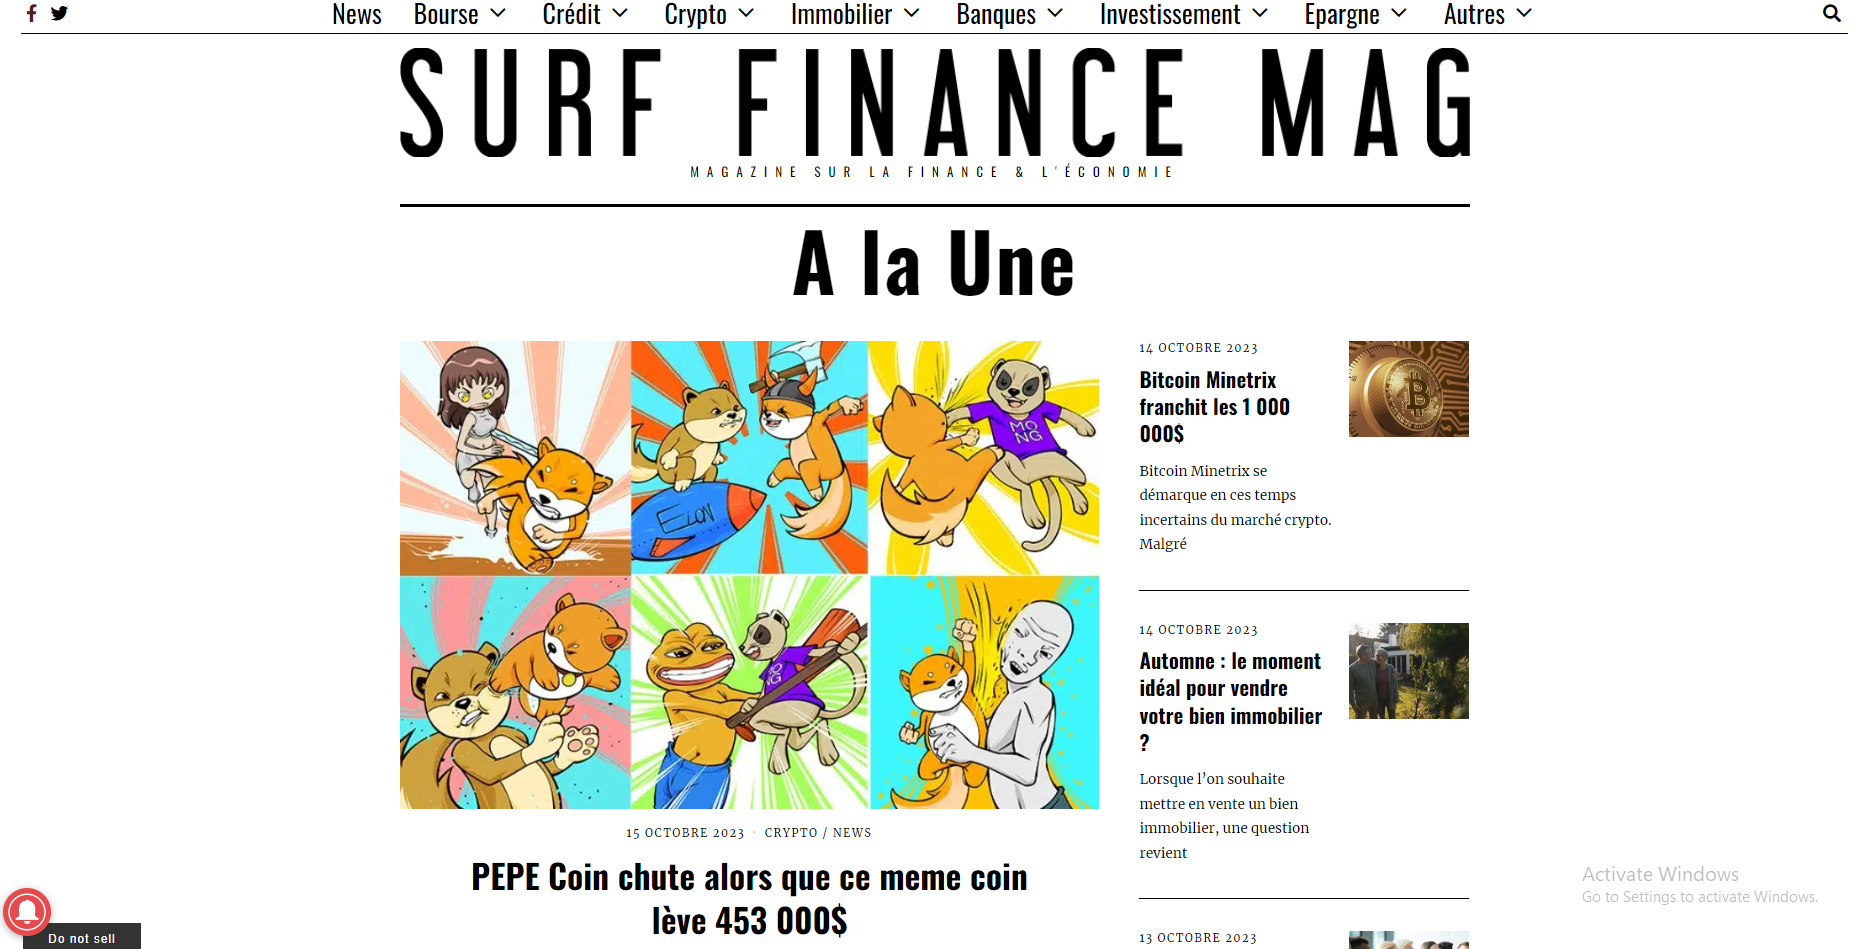 News Bourse Crédit Crypto Immobilier Banques Investissement Epargne Autres
SURF FINANCE MAG
MAGAZINE SUR LA FINANCE & L'ÉCONOMIE
A la Une
ELON
MO
NG
MO
NG
15 OCTOBRE 2023 · CRYPTO / NEWS
PEPE Coin chute alors que ce meme coin
lève 453 000$
14 OCTOBRE 2023
Bitcoin Minetrix
franchit les 1 000
000$
Bitcoin Minetrix se
démarque en ces temps
incertains du marché crypto.
Malgré
14 OCTOBRE 2023
Automne : le moment
idéal pour vendre
votre bien immobilier
?
Lorsque l’on souhaite
mettre en vente un bien
immobilier, une question
revient
13 OCTOBRE 2023
Activate Windows
Go to Settings to activate Windows.
Do not sell